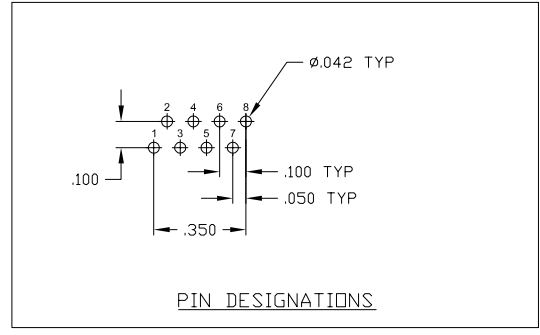 Ø.042 TYP
2 4 6 8
1 3 5 7
.100 TYP
.100
.050 TYP
.350
PIN DESIGNATIONS